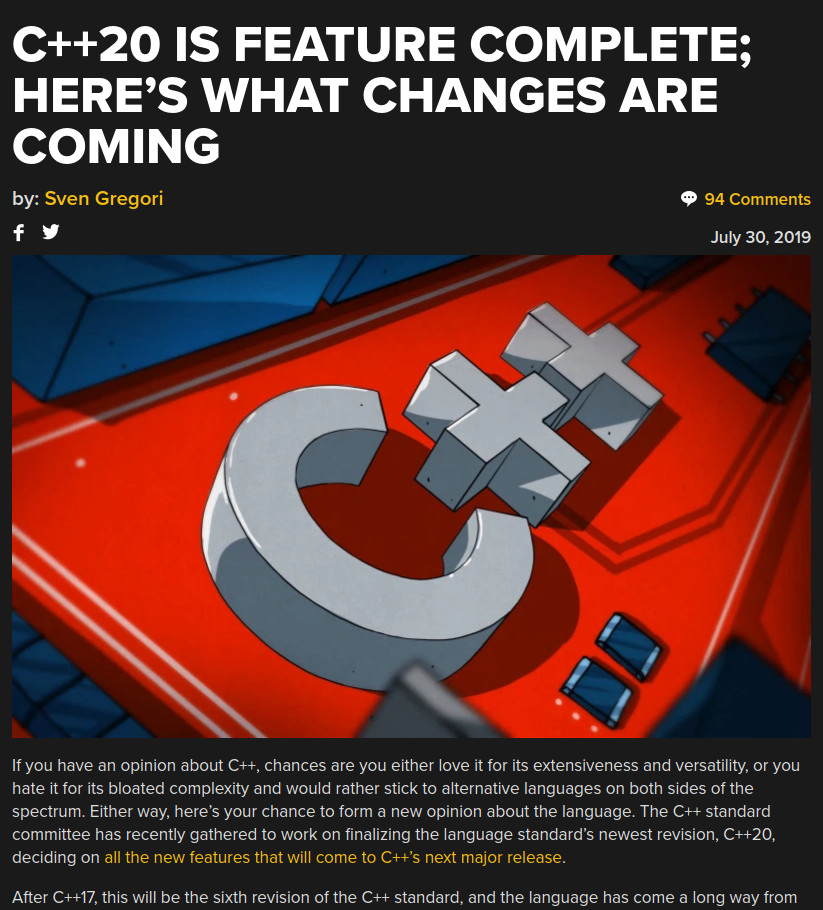 C++20 IS FEATURE COMPLETE;
HERE’S WHAT CHANGES ARE
COMING
by: Sven Gregori
94 Comments
July 30, 2019
C++
If you have an opinion about C++, chances are you either love it for its extensiveness and versatility, or you
hate it for its bloated complexity and would rather stick to alternative languages on both sides of the
spectrum. Either way, here’s your chance to form a new opinion about the language. The C++ standard
committee has recently gathered to work on finalizing the language standard’s newest revision, C++20,
deciding on all the new features that will come to C++’s next major release.
After C++17, this will be the sixth revision of the C++ standard, and the language has come a long way from